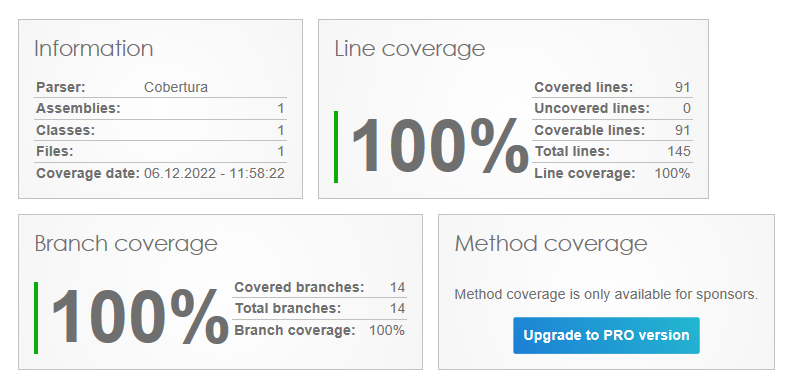 Information
Parser: Cobertura
Assemblies: 1
Classes: 1
Files: 1
Coverage date: 06.12.2022 - 11:58:22
Line coverage
100%
Covered lines: 91
Uncovered lines: 0
Coverable lines: 91
Total lines: 145
Line coverage: 100%
Branch coverage
100%
Covered branches: 14
Total branches: 14
Branch coverage: 100%
Method coverage
Method coverage is only available for sponsors.
Upgrade to PRO version